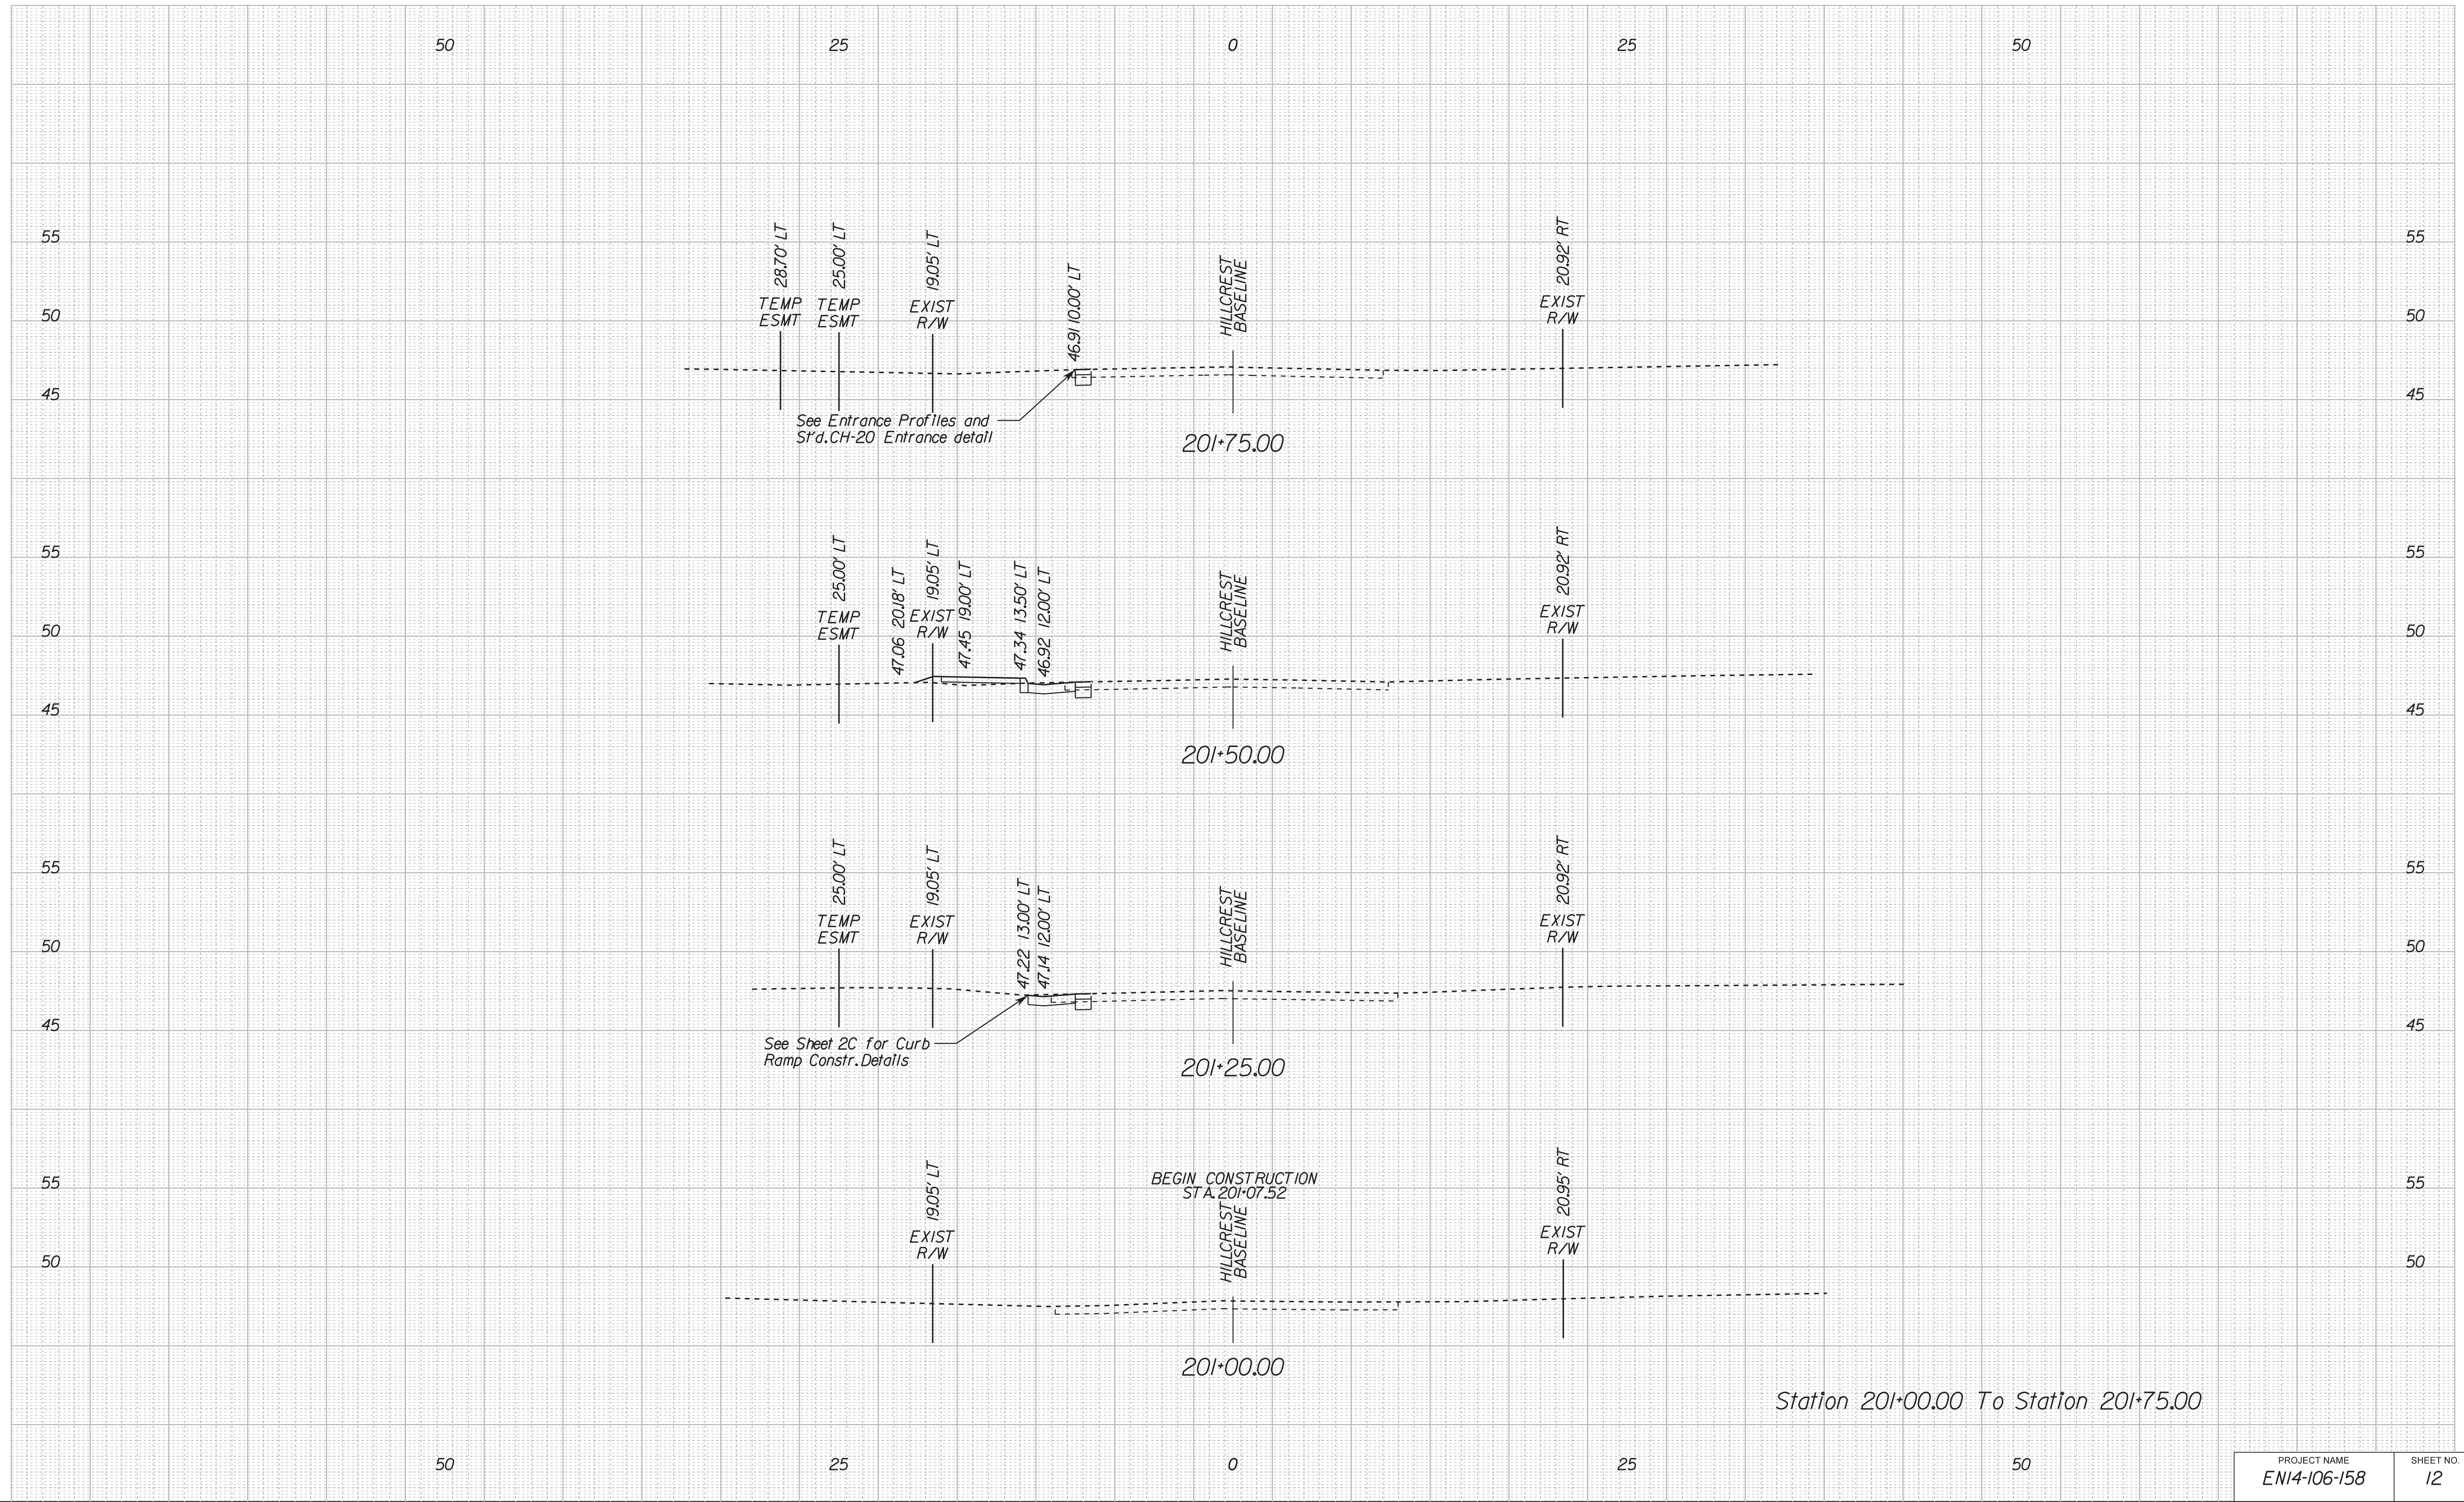 50 25 0 25 50
55 55
50 50
45 45
28.70' LT
TEMP
ESMT
25.00' LT
TEMP
ESMT
19.05' LT
EXIST
R/W
46.91 10.00' LT
HILLCREST
BASELINE
20.92' RT
EXIST
R/W
See Entrance Profiles and
St'd.CH-20 Entrance detail
201+75.00
55 55
50 50
45 45
25.00' LT
TEMP
ESMT
47.06 20.18' LT
19.05' LT
EXIST
R/W
47.45 19.00' LT
47.34 13.50' LT
46.92 12.00' LT
HILLCREST
BASELINE
20.92' RT
EXIST
R/W
201+50.00
55 55
50 50
45 45
25.00' LT
TEMP
ESMT
19.05' LT
EXIST
R/W
47.22 13.00' LT
47.14 12.00' LT
HILLCREST
BASELINE
20.92' RT
EXIST
R/W
See Sheet 2C for Curb
Ramp Constr.Details
201+25.00
55 55
50 50
19.05' LT
EXIST
R/W
BEGIN CONSTRUCTION
STA.201+07.52
HILLCREST
BASELINE
20.95' RT
EXIST
R/W
201+00.00
Station 201+00.00 To Station 201+75.00
50 25 0 25 50
PROJECT NAME
EN14-106-158
SHEET NO.
12